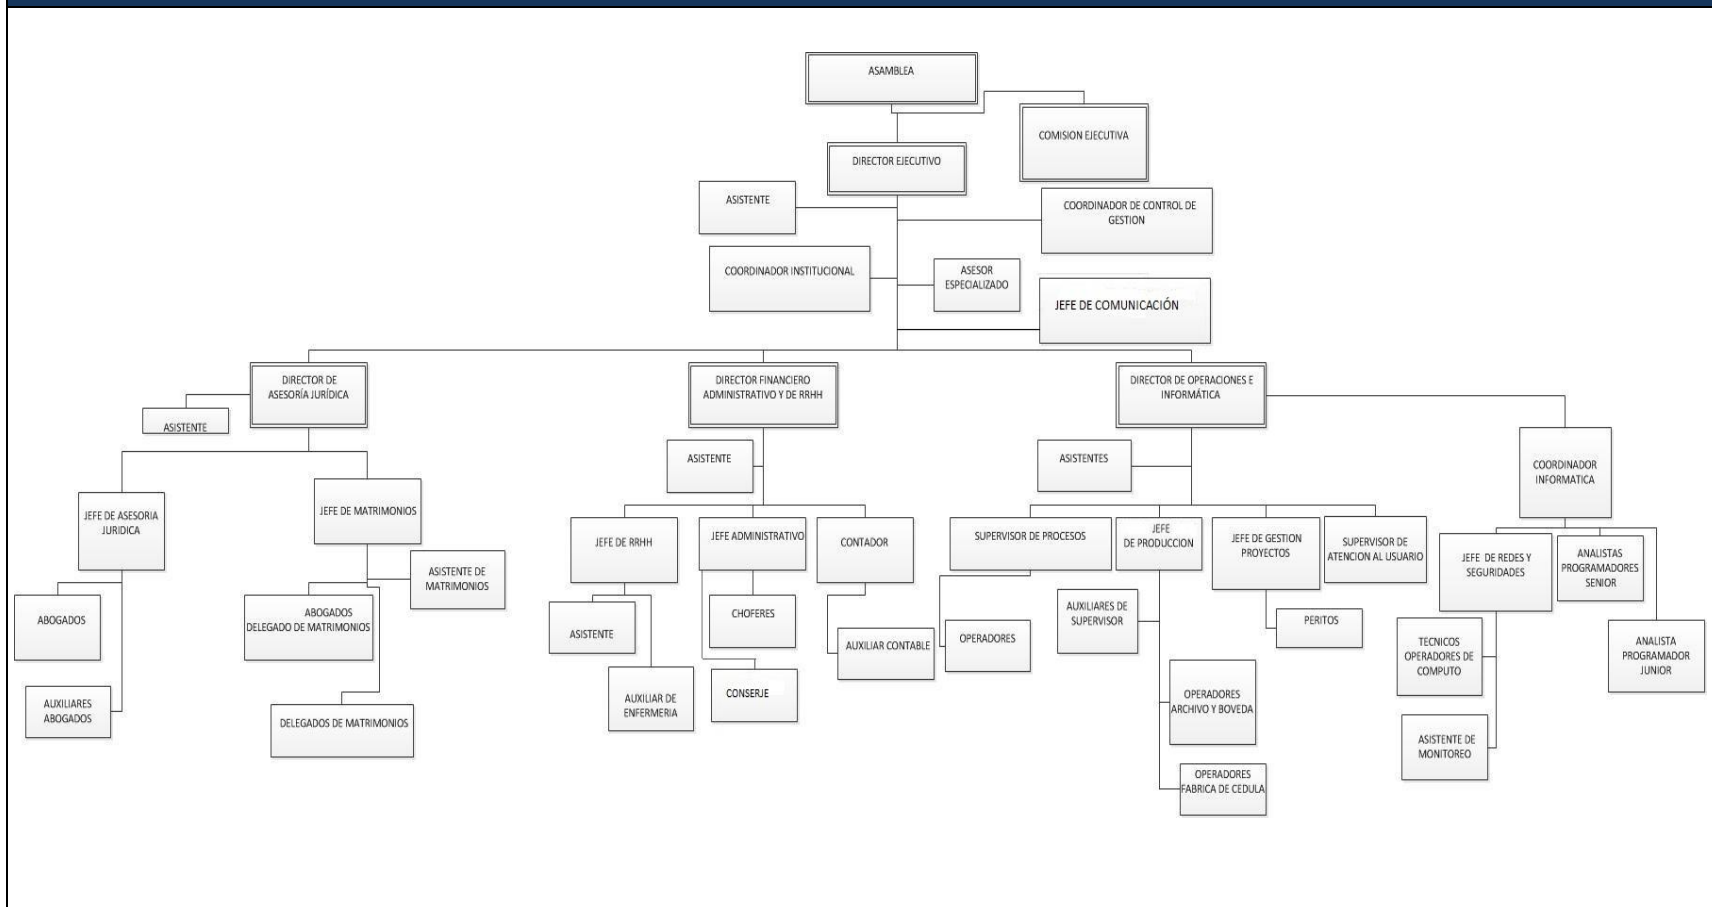 ASAMBLEA
COMISION EJECUTIVA
DIRECTOR EJECUTIVO
ASISTENTE
COORDINADOR DE CONTROL DE
GESTION
COORDINADOR INSTITUCIONAL
ASESOR
ESPECIALIZADO
JEFE DE COMUNICACIÓN
DIRECTOR DE
ASESORÍA JURÍDICA
DIRECTOR FINANCIERO
ADMINISTRATIVO Y DE RRHH
DIRECTOR DE OPERACIONES E
INFORMÁTICA
ASISTENTE
ASISTENTE
ASISTENTES
COORDINADOR
INFORMATICA
JEFE DE ASESORIA
JURIDICA
JEFE DE MATRIMONIOS
JEFE DE RRHH
JEFE ADMINISTRATIVO
CONTADOR
SUPERVISOR DE PROCESOS
JEFE
DE PRODUCCION
JEFE DE GESTION
PROYECTOS
SUPERVISOR DE
ATENCION AL USUARIO
JEFE DE REDES Y
SEGURIDADES
ANALISTAS
PROGRAMADORES
SENIOR
ASISTENTE DE
MATRIMONIOS
ABOGADOS
ABOGADOS
DELEGADO DE MATRIMONIOS
ASISTENTE
CHOFERES
AUXILIAR CONTABLE
OPERADORES
AUXILIARES DE
SUPERVISOR
PERITOS
TECNICOS
OPERADORES DE
COMPUTO
ANALISTA
PROGRAMADOR
JUNIOR
AUXILIARES
ABOGADOS
DELEGADOS DE MATRIMONIOS
AUXILIAR DE
ENFERMERIA
CONSERJE
OPERADORES
ARCHIVO Y BOVEDA
ASISTENTE DE
MONITOREO
OPERADORES
FABRICA DE CEDULA